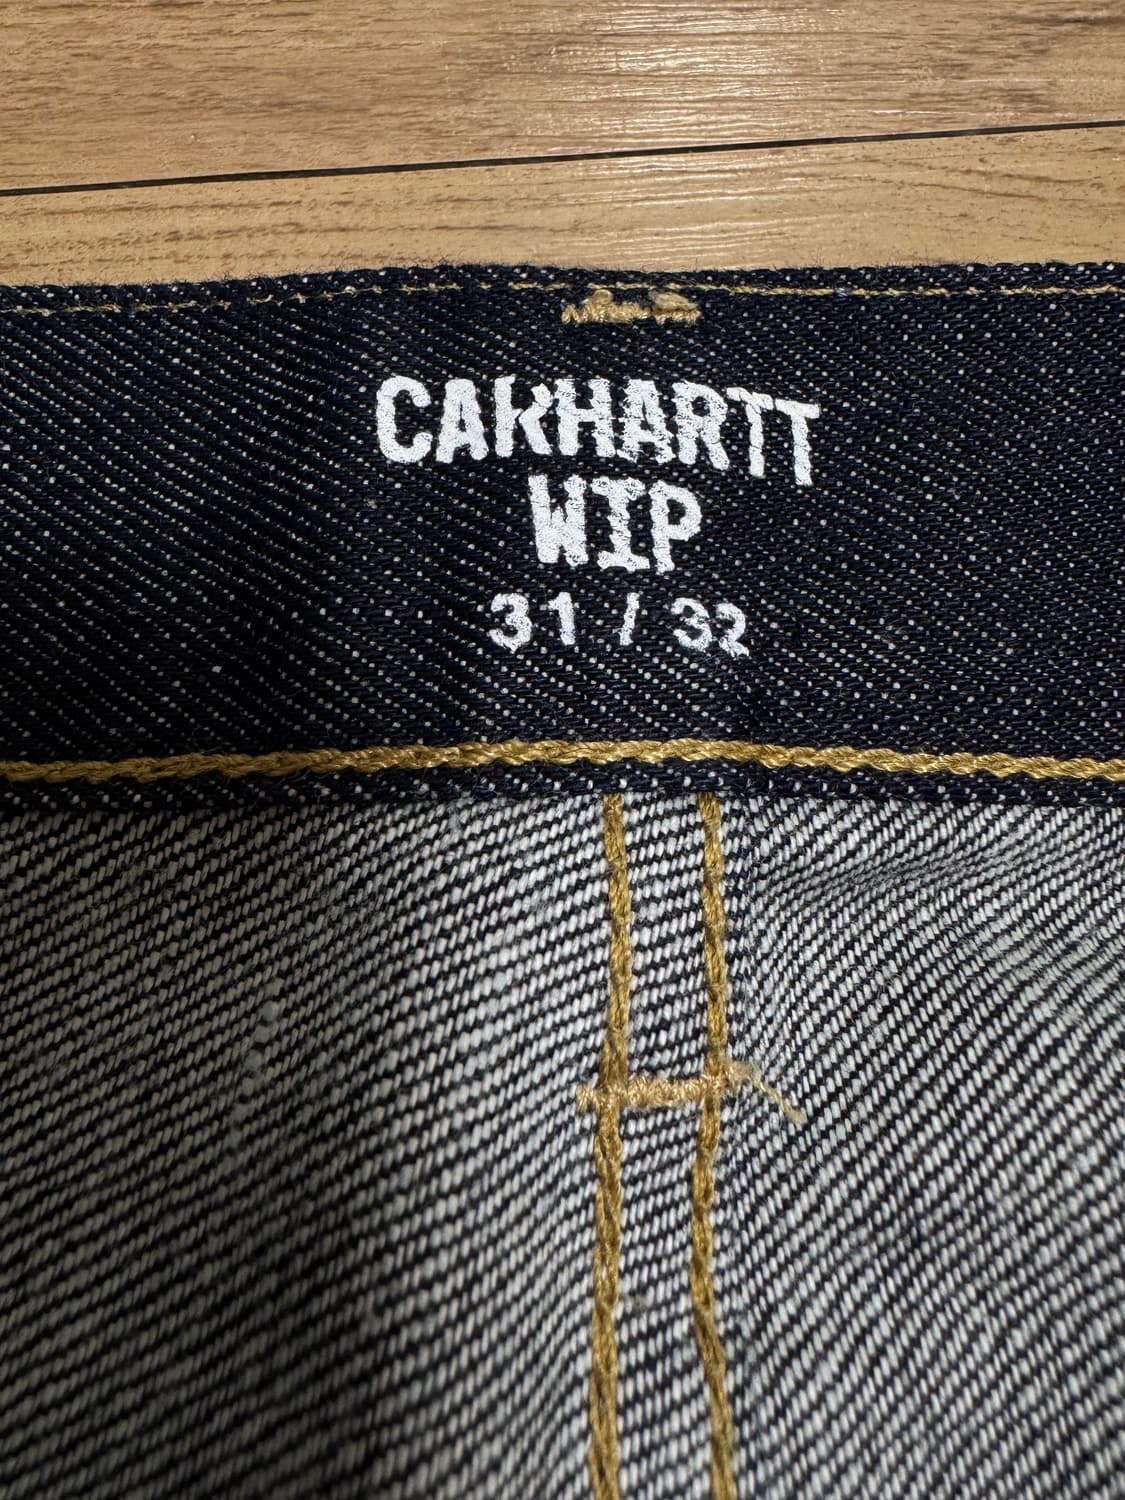 CARHARTT
WIP
31 / 32